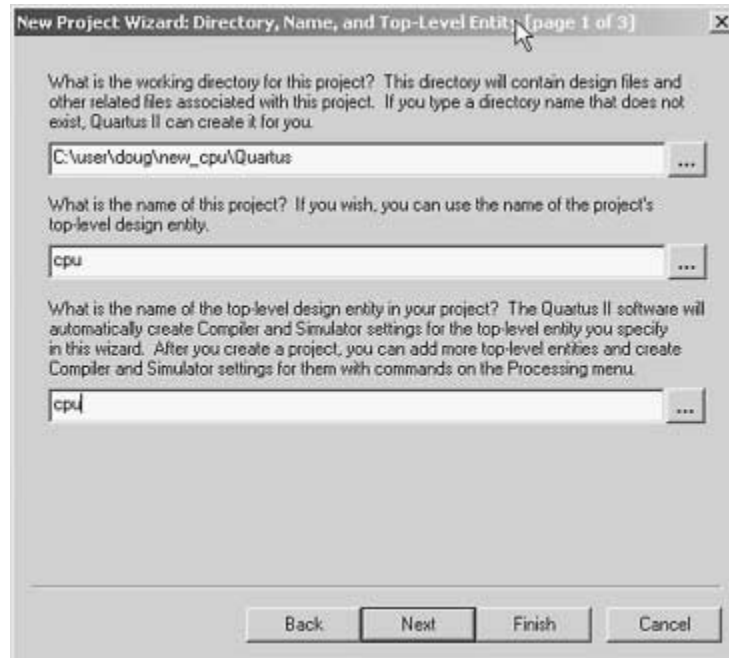 New Project Wizard: Directory, Name, and Top-Level Entity [page 1 of 3]
What is the working directory for this project? This directory will contain design files and
other related files associated with this project. If you type a directory name that does not
exist, Quartus II can create it for you.
C:\user\doug\new_cpu\Quartus
...
What is the name of this project? If you wish, you can use the name of the project's
top-level design entity.
cpu
...
What is the name of the top-level design entity in your project? The Quartus II software will
automatically create Compiler and Simulator settings for the top-level entity you specify
in this wizard. After you create a project, you can add more top-level entities and create
Compiler and Simulator settings for them with commands on the Processing menu.
cpu
...
Back Next Finish Cancel